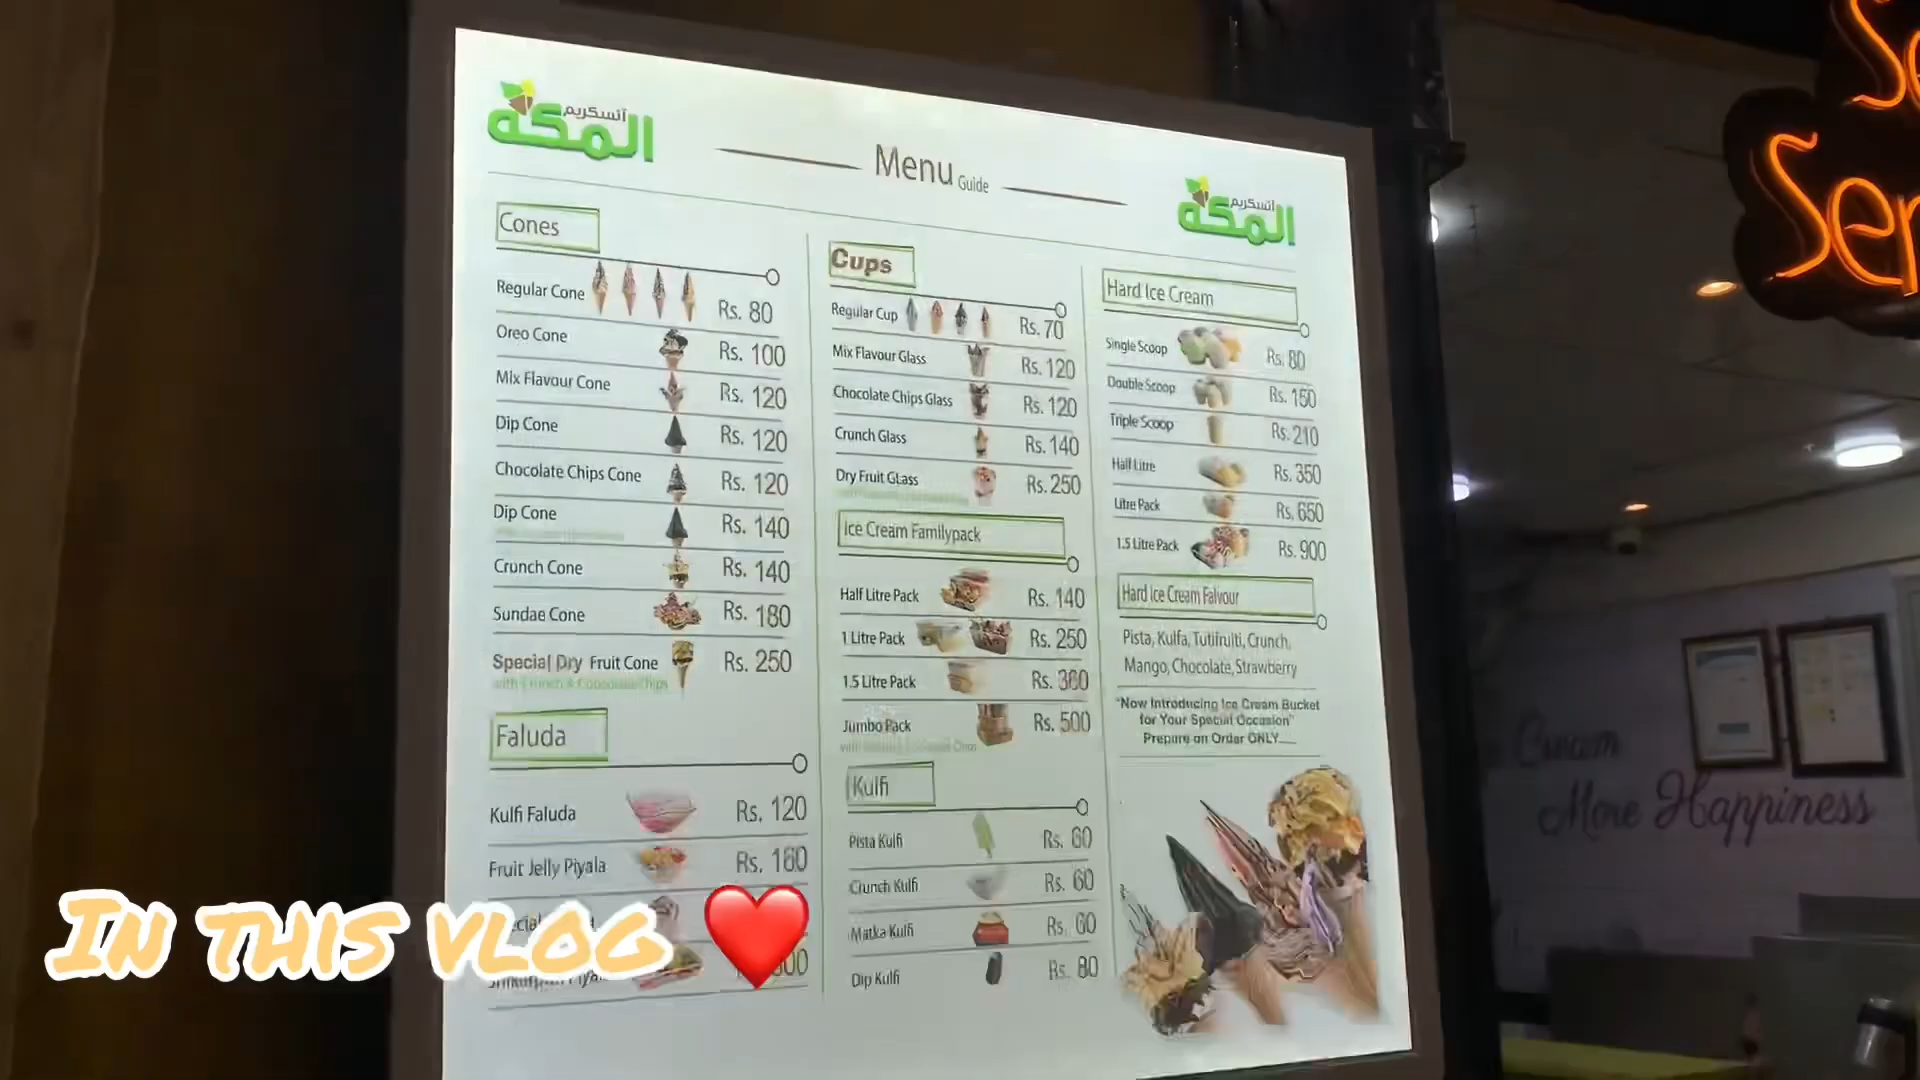 آئسکریم
المكة
Menu Guide
آئسکریم
المكة
Cones
Regular Cone Rs. 80
Oreo Cone Rs. 100
Mix Flavour Cone Rs. 120
Dip Cone Rs. 120
Chocolate Chips Cone Rs. 120
Dip Cone Rs. 140
Crunch Cone Rs. 140
Sundae Cone Rs. 180
Special Dry Fruit Cone Rs. 250
with Crunch & Chocolate Chips
Faluda
Kulfi Faluda Rs. 120
Fruit Jelly Piyala Rs. 160
Cups
Regular Cup Rs. 70
Mix Flavour Glass Rs. 120
Chocolate Chips Glass Rs. 120
Crunch Glass Rs. 140
Dry Fruit Glass Rs. 250
Ice Cream Familypack
Half Litre Pack Rs. 140
1 Litre Pack Rs. 250
1.5 Litre Pack Rs. 360
Jumbo Pack Rs. 500
Kulfi
Pista Kulfi Rs. 60
Crunch Kulfi Rs. 60
Matka Kulfi Rs. 60
Dip Kulfi Rs. 80
Hard Ice Cream
Single Scoop Rs. 80
Double Scoop Rs. 150
Triple Scoop Rs. 210
Half Litre Rs. 350
Litre Pack Rs. 650
1.5 Litre Pack Rs. 900
Hard Ice Cream Falvour
Pista, Kulfa, Tutifruiti, Crunch,
Mango, Chocolate, Strawberry
"Now Introducing Ice Cream Bucket
for Your Special Occasion"
Prepare an Order ONLY.....
In this vlog ❤️
Cream
More Happiness